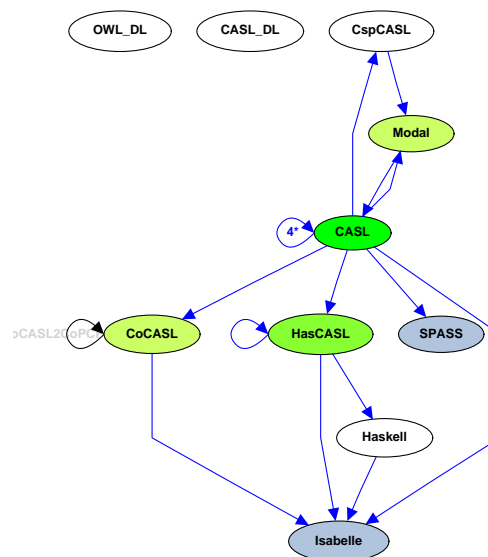 OWL_DL
CASL_DL
CspCASL
Modal
4*
CASL
CoCASL
HasCASL
SPASS
Haskell
Isabelle